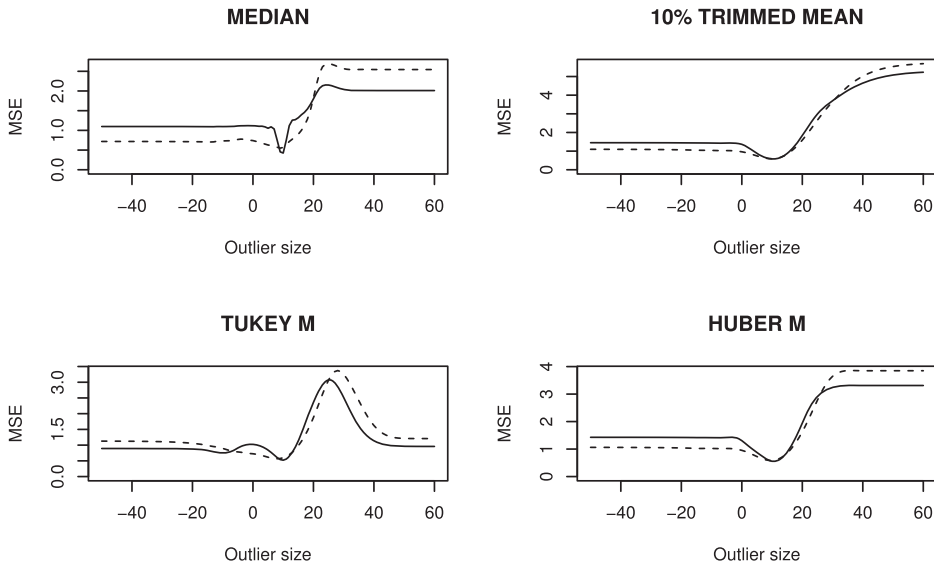 MEDIAN
MSE
0.0 1.0 2.0
−40 −20 0 20 40 60
Outlier size
10% TRIMMED MEAN
MSE
0 2 4
−40 −20 0 20 40 60
Outlier size
TUKEY M
MSE
0.0 1.5 3.0
−40 −20 0 20 40 60
Outlier size
HUBER M
MSE
0 1 2 3 4
−40 −20 0 20 40 60
Outlier size